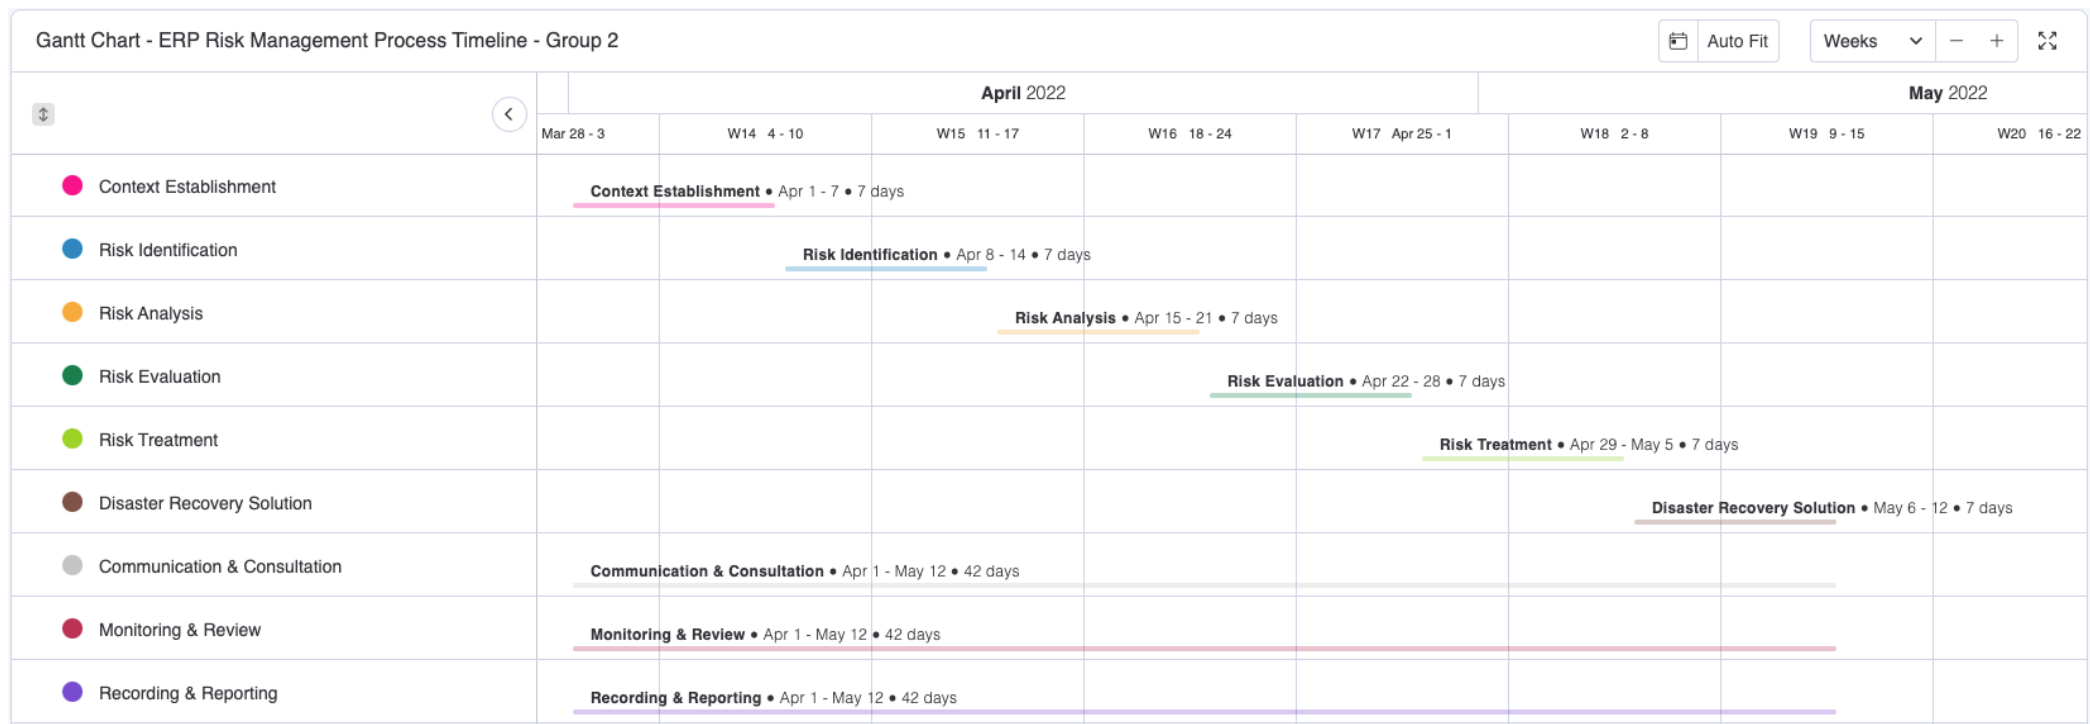 Gantt Chart - ERP Risk Management Process Timeline - Group 2
Auto Fit
Weeks
April 2022
May 2022
Mar 28 - 3
W14 4 - 10
W15 11 - 17
W16 18 - 24
W17 Apr 25 - 1
W18 2 - 8
W19 9 - 15
W20 16 - 22
Context Establishment
Context Establishment • Apr 1 - 7 • 7 days
Risk Identification
Risk Identification • Apr 8 - 14 • 7 days
Risk Analysis
Risk Analysis • Apr 15 - 21 • 7 days
Risk Evaluation
Risk Evaluation • Apr 22 - 28 • 7 days
Risk Treatment
Risk Treatment • Apr 29 - May 5 • 7 days
Disaster Recovery Solution
Disaster Recovery Solution • May 6 - 12 • 7 days
Communication & Consultation
Communication & Consultation • Apr 1 - May 12 • 42 days
Monitoring & Review
Monitoring & Review • Apr 1 - May 12 • 42 days
Recording & Reporting
Recording & Reporting • Apr 1 - May 12 • 42 days